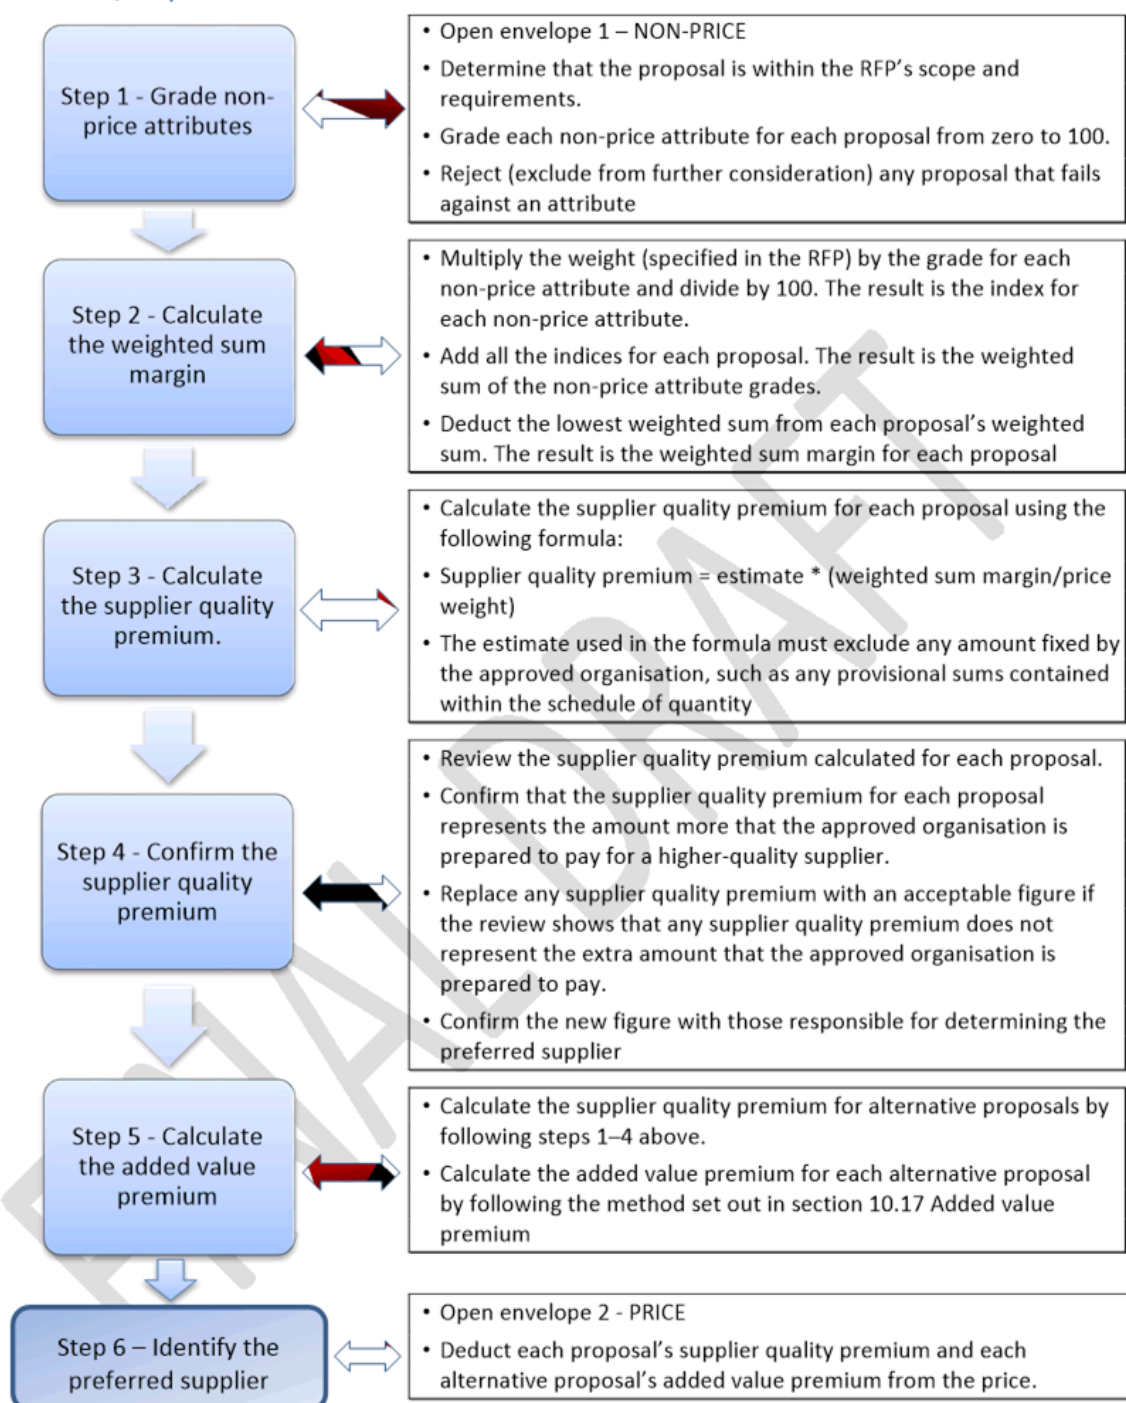 Step 1 - Grade non-
price attributes
• Open envelope 1 – NON-PRICE
• Determine that the proposal is within the RFP's scope and
requirements.
• Grade each non-price attribute for each proposal from zero to 100.
• Reject (exclude from further consideration) any proposal that fails
against an attribute
Step 2 - Calculate
the weighted sum
margin
• Multiply the weight (specified in the RFP) by the grade for each
non-price attribute and divide by 100. The result is the index for
each non-price attribute.
• Add all the indices for each proposal. The result is the weighted
sum of the non-price attribute grades.
• Deduct the lowest weighted sum from each proposal's weighted
sum. The result is the weighted sum margin for each proposal
Step 3 - Calculate
the supplier quality
premium.
• Calculate the supplier quality premium for each proposal using the
following formula:
• Supplier quality premium = estimate * (weighted sum margin/price
weight)
• The estimate used in the formula must exclude any amount fixed by
the approved organisation, such as any provisional sums contained
within the schedule of quantity
Step 4 - Confirm the
supplier quality
premium
• Review the supplier quality premium calculated for each proposal.
• Confirm that the supplier quality premium for each proposal
represents the amount more that the approved organisation is
prepared to pay for a higher-quality supplier.
• Replace any supplier quality premium with an acceptable figure if
the review shows that any supplier quality premium does not
represent the extra amount that the approved organisation is
prepared to pay.
• Confirm the new figure with those responsible for determining the
preferred supplier
Step 5 - Calculate
the added value
premium
• Calculate the supplier quality premium for alternative proposals by
following steps 1–4 above.
• Calculate the added value premium for each alternative proposal
by following the method set out in section 10.17 Added value
premium
Step 6 – Identify the
preferred supplier
• Open envelope 2 - PRICE
• Deduct each proposal's supplier quality premium and each
alternative proposal's added value premium from the price.
FINAL DRAFT